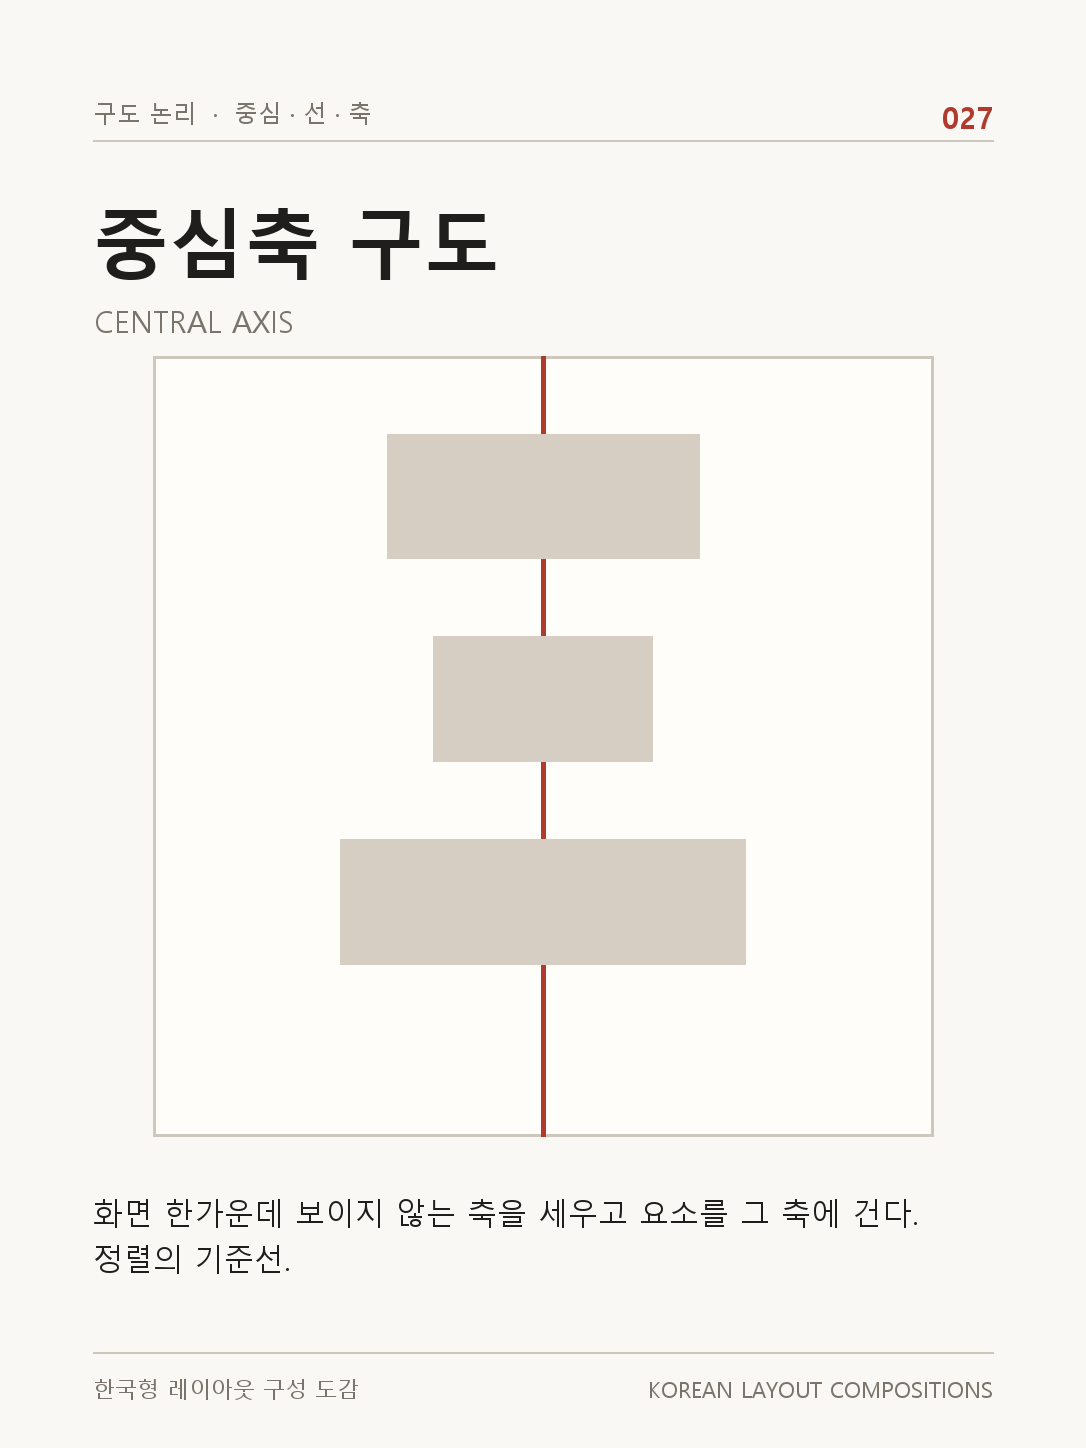 구도 논리 · 중심 · 선 · 축
027
중심축 구도
CENTRAL AXIS
화면 한가운데 보이지 않는 축을 세우고 요소를 그 축에 건다.
정렬의 기준선.
한국형 레이아웃 구성 도감
KOREAN LAYOUT COMPOSITIONS